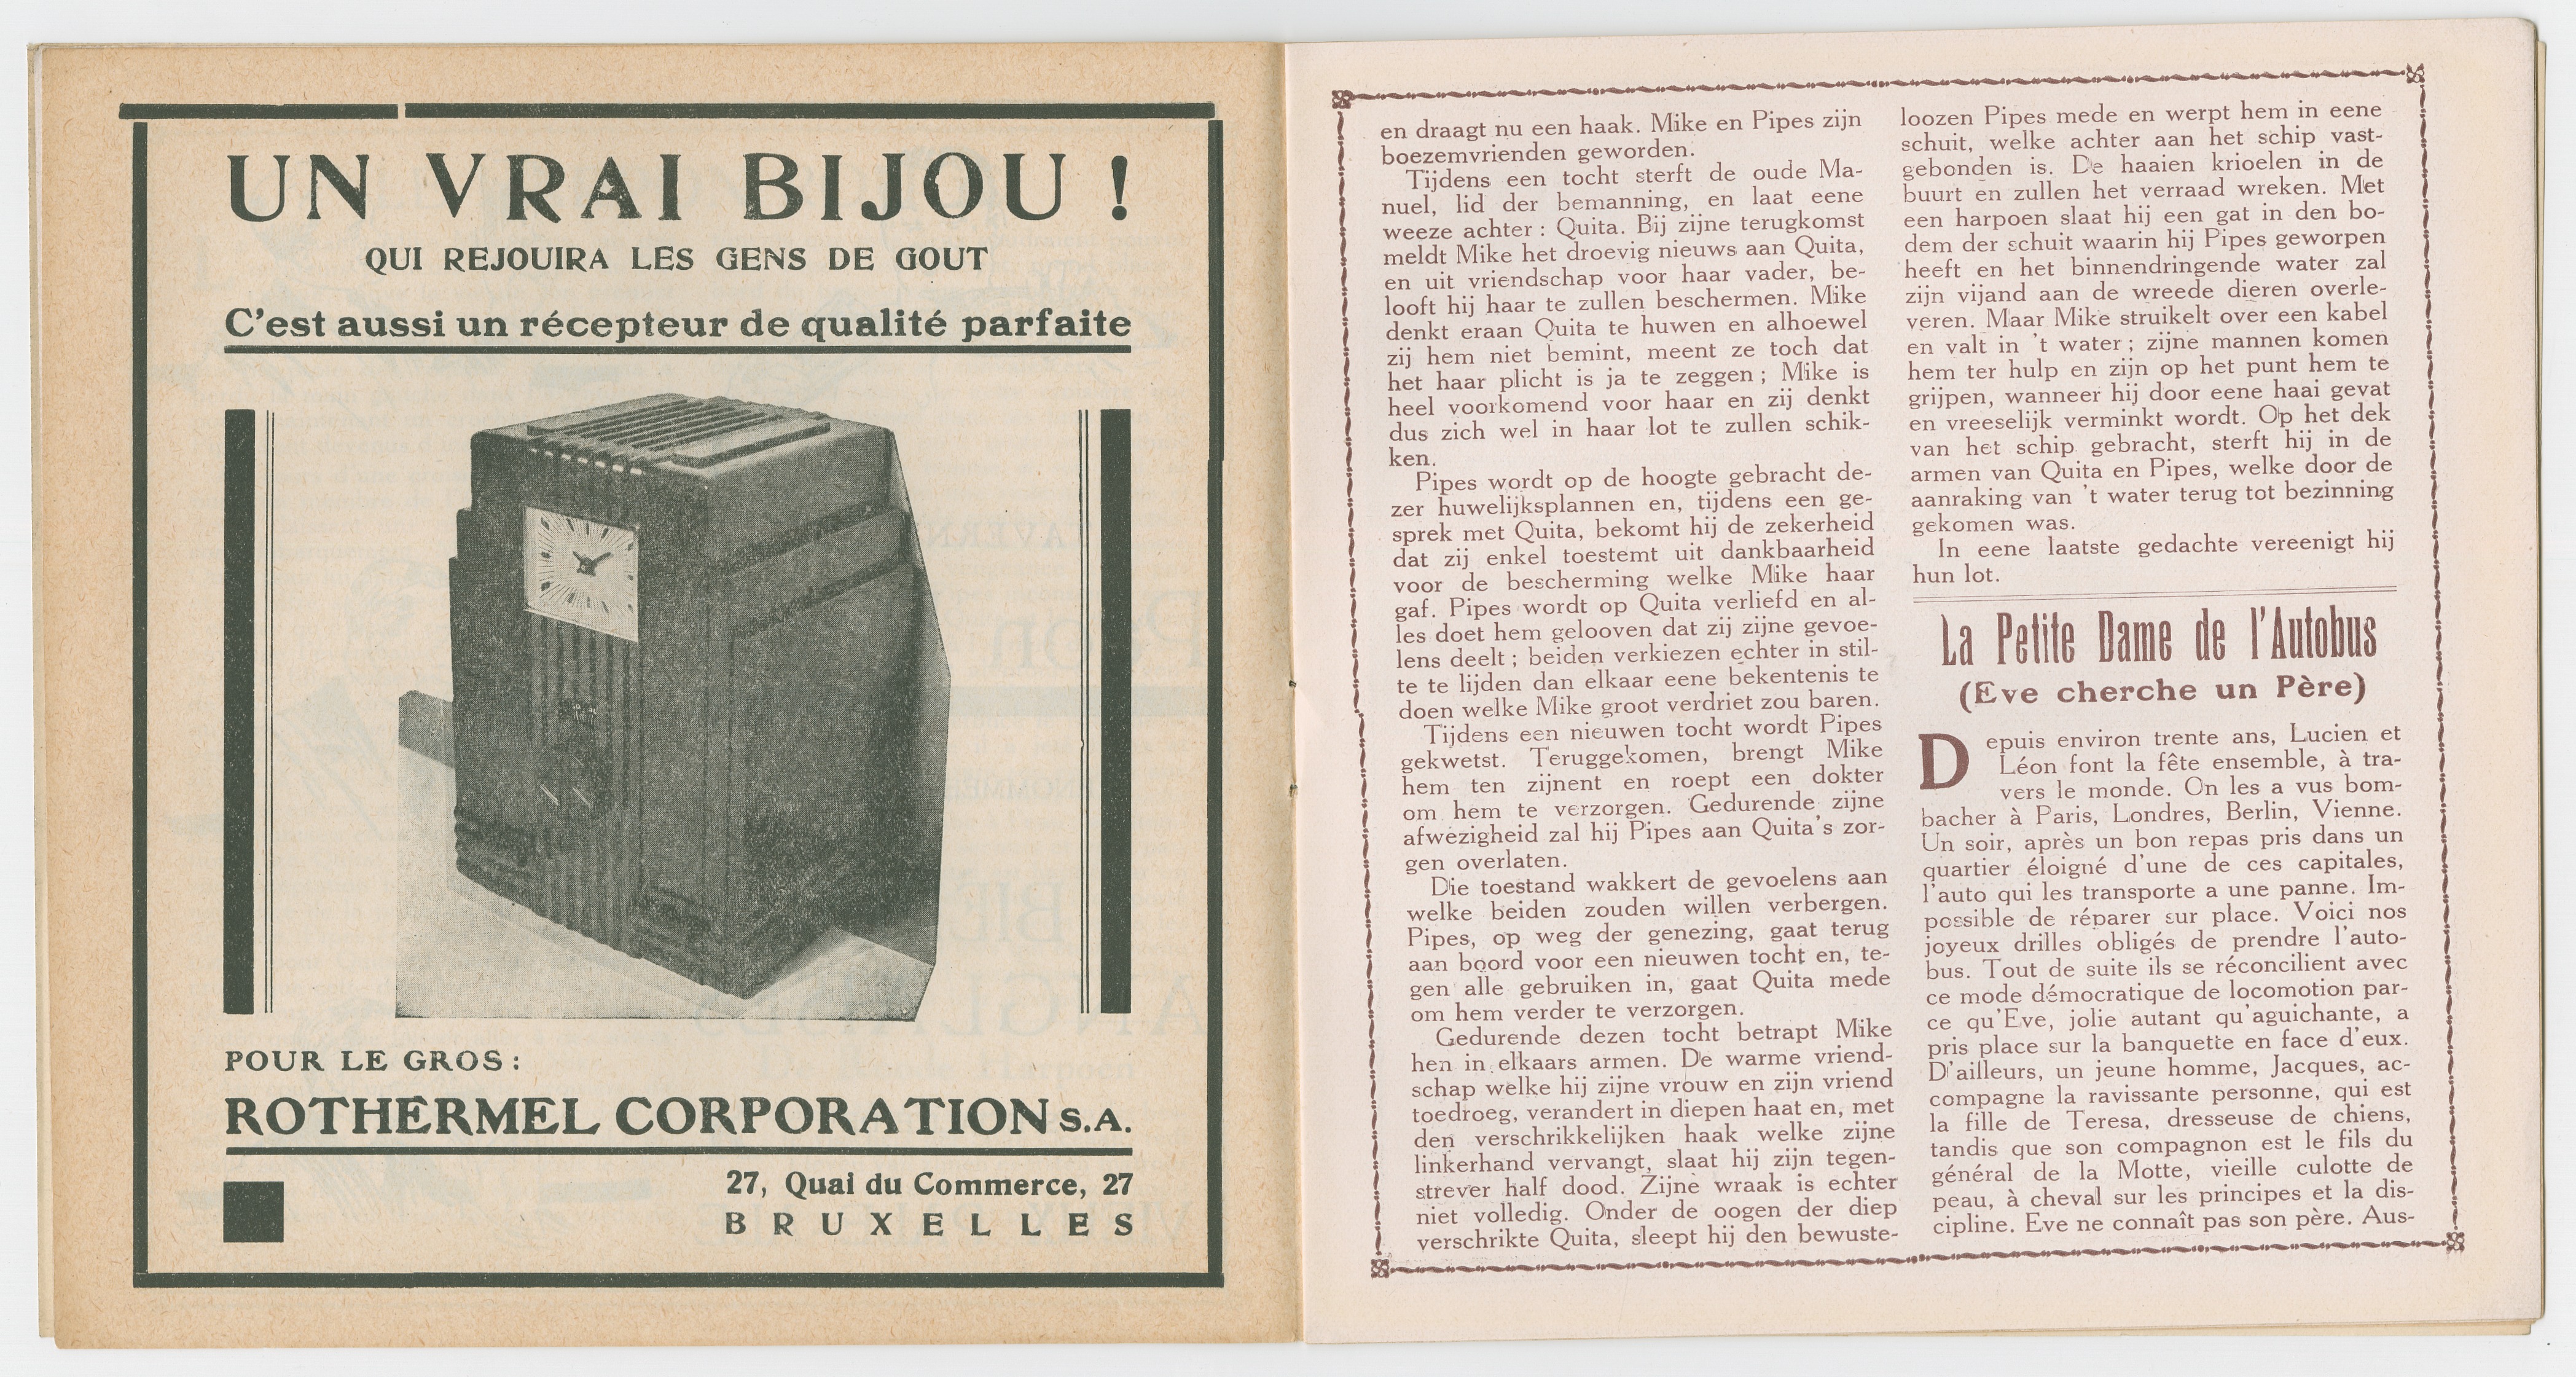 UN VRAI BIJOU !
QUI REJOUIRA LES GENS DE GOUT
C'est aussi un récepteur de qualité parfaite
POUR LE GROS :
ROTHERMEL CORPORATION S.A.
27, Quai du Commerce, 27
BRUXELLES
en draagt nu een haak. Mike en Pipes zijn
boezemvrienden geworden.
Tijdens een tocht sterft de oude Ma-
nuel, lid der bemanning, en laat eene
weeze achter : Quita. Bij zijne terugkomst
meldt Mike het droevig nieuws aan Quita,
en uit vriendschap voor haar vader, be-
looft hij haar te zullen beschermen. Mike
denkt eraan Quita te huwen en alhoewel
zij hem niet bemint, meent ze toch dat
het haar plicht is ja te zeggen ; Mike is
heel voorkomend voor haar en zij denkt
dus zich wel in haar lot te zullen schik-
ken.
Pipes wordt op de hoogte gebracht de-
zer huwelijksplannen en, tijdens een ge-
sprek met Quita, bekomt hij de zekerheid
dat zij enkel toestemt uit dankbaarheid
voor de bescherming welke Mike haar
gaf. Pipes wordt op Quita verliefd en al-
les doet hem gelooven dat zij zijne gevoe-
lens deelt ; beiden verkiezen echter in stil-
te te lijden dan elkaar eene bekentenis te
doen welke Mike groot verdriet zou baren.
Tijdens een nieuwen tocht wordt Pipes
gekwetst. Teruggekomen, brengt Mike
hem ten zijnent en roept een dokter
om hem te verzorgen. Gedurende zijne
afwezigheid zal hij Pipes aan Quita's zor-
gen overlaten.
Die toestand wakkert de gevoelens aan
welke beiden zouden willen verbergen.
Pipes, op weg der genezing, gaat terug
aan boord voor een nieuwen tocht en, te-
gen alle gebruiken in, gaat Quita mede
om hem verder te verzorgen.
Gedurende dezen tocht betrapt Mike
hen in elkaars armen. De warme vriend-
schap welke hij zijne vrouw en zijn vriend
toedroeg, verandert in diepen haat en, met
den verschrikkelijken haak welke zijne
linkerhand vervangt, slaat hij zijn tegen-
strever half dood. Zijne wraak is echter
niet volledig. Onder de oogen der diep
verschrikte Quita, sleept hij den bewuste-
loozen Pipes mede en werpt hem in eene
schuit, welke achter aan het schip vast-
gebonden is. De haaien krioelen in de
buurt en zullen het verraad wreken. Met
een harpoen slaat hij een gat in den bo-
dem der schuit waarin hij Pipes geworpen
heeft en het binnendringende water zal
zijn vijand aan de wreede dieren overle-
veren. Maar Mike struikelt over een kabel
en valt in 't water ; zijne mannen komen
hem ter hulp en zijn op het punt hem te
grijpen, wanneer hij door eene haai gevat
en vreeselijk verminkt wordt. Op het dek
van het schip gebracht, sterft hij in de
armen van Quita en Pipes, welke door de
aanraking van 't water terug tot bezinning
gekomen was.
In eene laatste gedachte vereenigt hij
hun lot.
La Petite Dame de l'Autobus
(Eve cherche un Père)
Depuis environ trente ans, Lucien et
Léon font la fête ensemble, à tra-
vers le monde. On les a vus bom-
bacher à Paris, Londres, Berlin, Vienne.
Un soir, après un bon repas pris dans un
quartier éloigné d'une de ces capitales,
l'auto qui les transporte a une panne. Im-
possible de réparer sur place. Voici nos
joyeux drilles obligés de prendre l'auto-
bus. Tout de suite ils se réconcilient avec
ce mode démocratique de locomotion par-
ce qu'Eve, jolie autant qu'aguichante, a
pris place sur la banquette en face d'eux.
D'ailleurs, un jeune homme, Jacques, ac-
compagne la ravissante personne, qui est
la fille de Teresa, dresseuse de chiens,
tandis que son compagnon est le fils du
général de la Motte, vieille culotte de
peau, à cheval sur les principes et la dis-
cipline. Eve ne connaît pas son père. Aus-